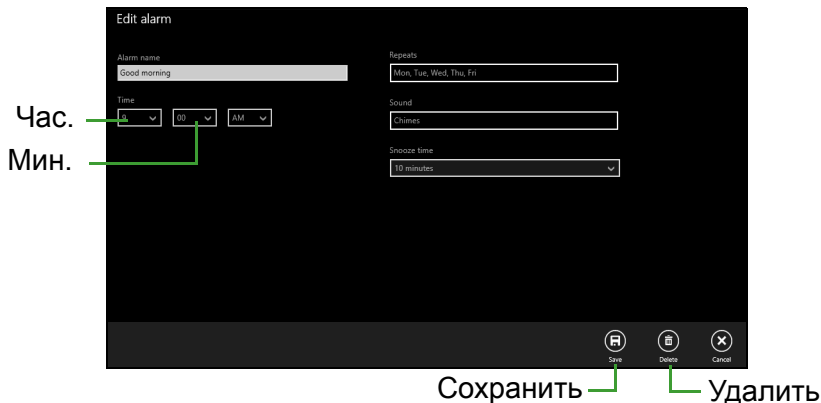 Edit alarm
Alarm name
Good morning
Time
9 00 AM
Repeats
Mon, Tue, Wed, Thu, Fri
Sound
Chimes
Snooze time
10 minutes
Час.
Мин.
Save Delete Cancel
Сохранить Удалить